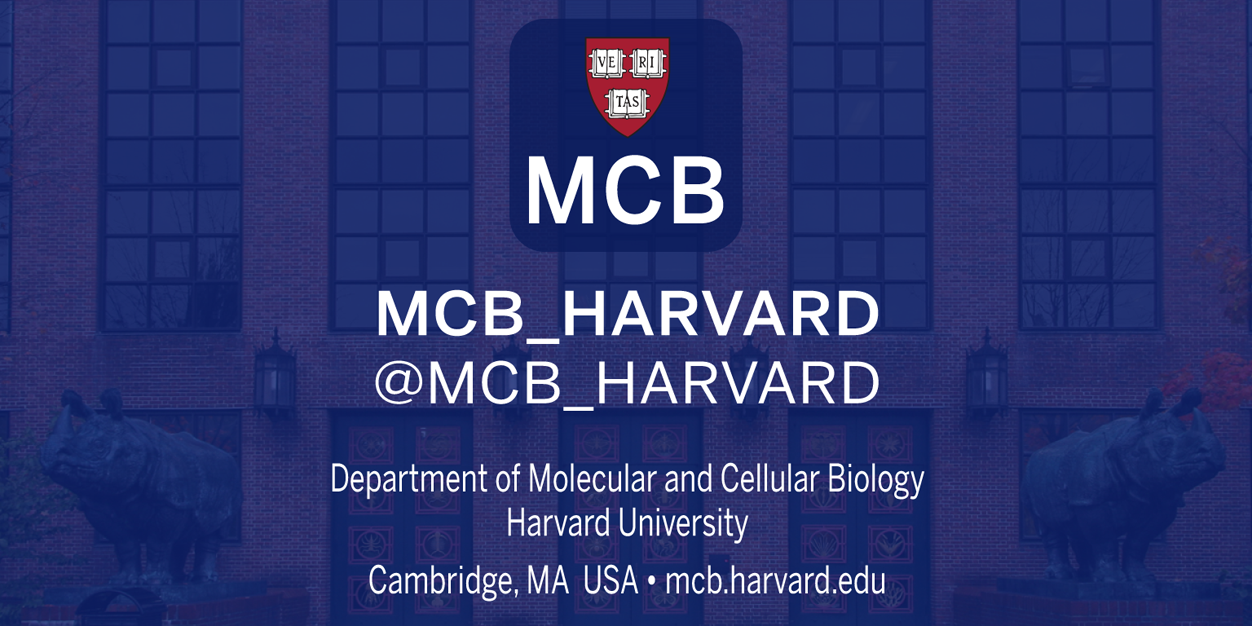 VE RI
TAS
MCB
MCB_HARVARD
@MCB_HARVARD
Department of Molecular and Cellular Biology
Harvard University
Cambridge, MA USA • mcb.harvard.edu